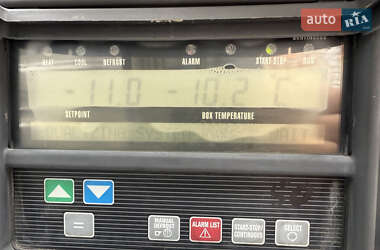 auto RIA
HEAT COOL DEFROST ALARM START-STOP RUN
-11.0 -10.2 C
SETPOINT BOX TEMPERATURE
=
MANUAL DEFROST
ALARM LIST
START-STOP/ CONTINUOUS
SELECT